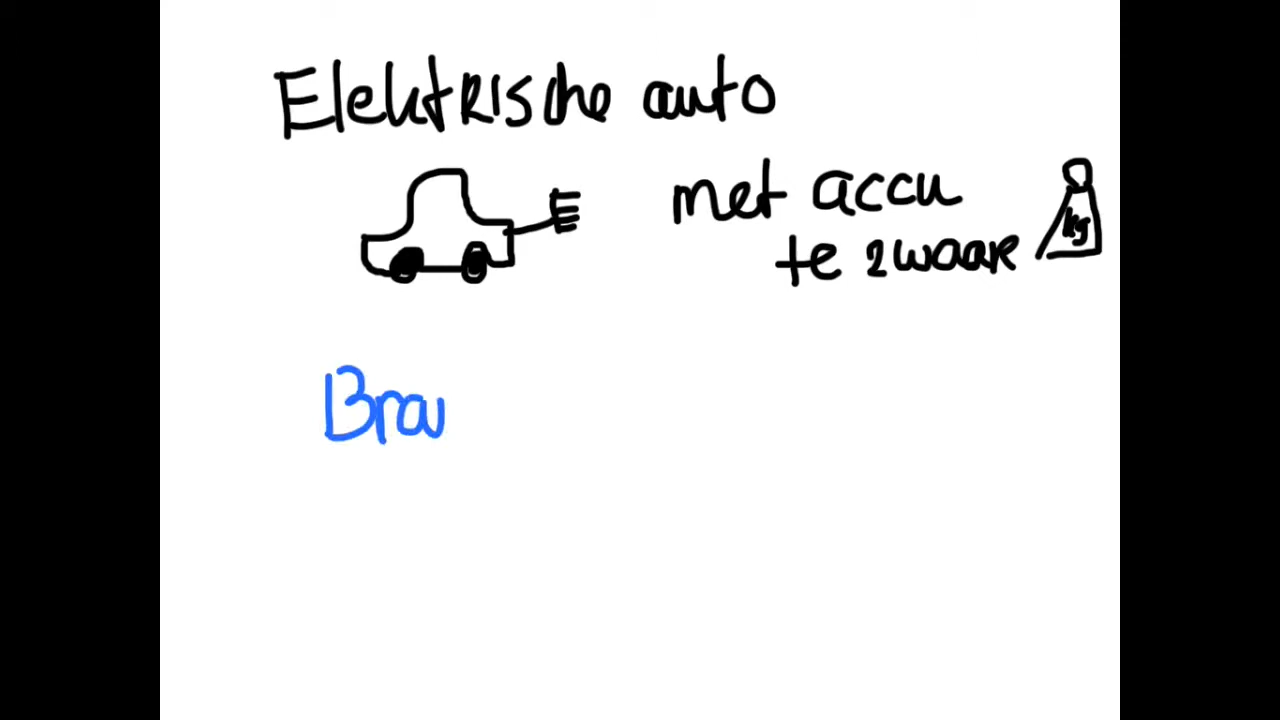 Elektrische auto
met accu
te zwaar
kg
Bra